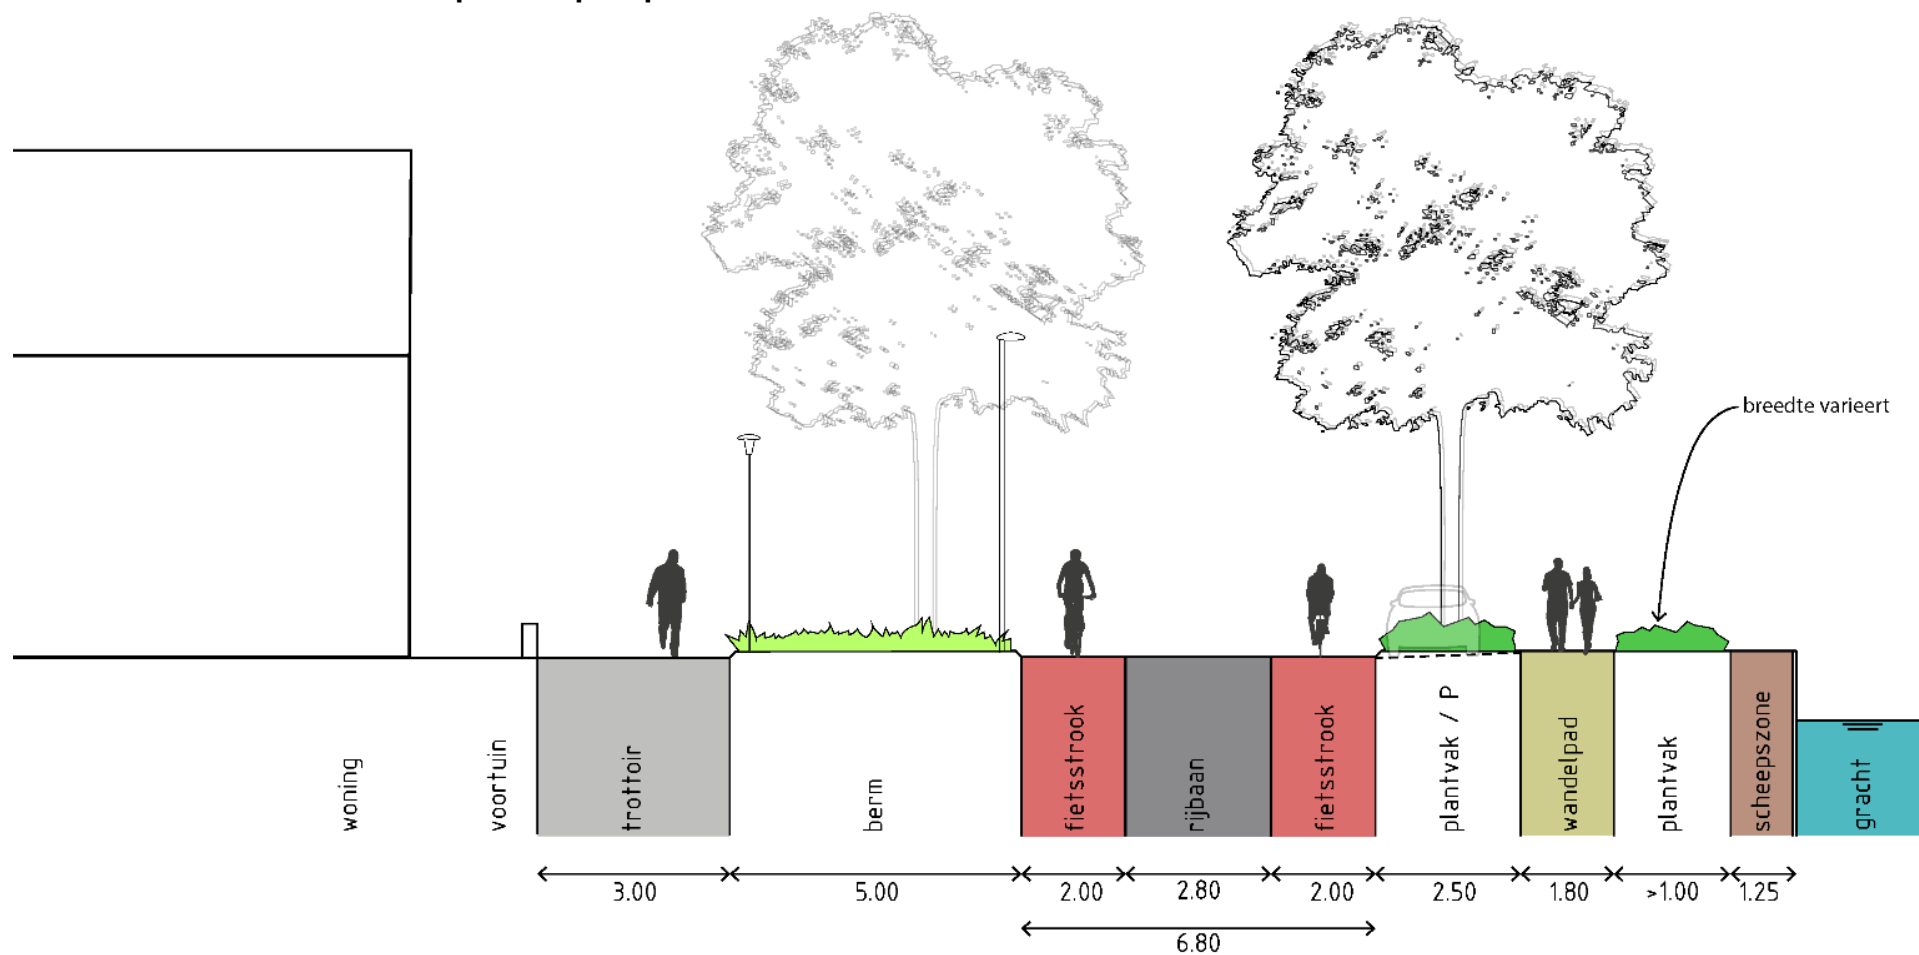 breedte varieert
woning
voortuin
trottoir
berm
fietsstrook
rijbaan
fietsstrook
plantvak / P
wandelpad
plantvak
scheepszone
gracht
3.00
5.00
2.00
2.80
2.00
2.50
1.80
>1.00
1.25
6.80